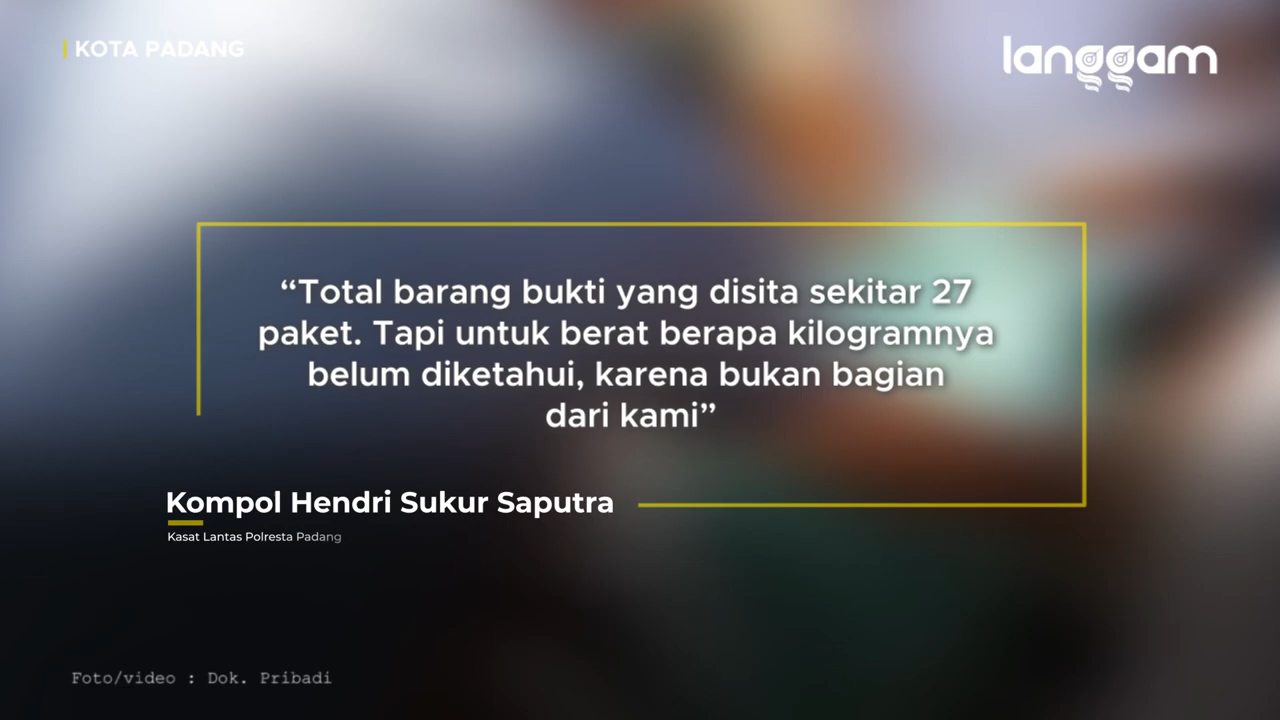 KOTA PADANG
langgam
“Total barang bukti yang disita sekitar 27
paket. Tapi untuk berat berapa kilogramnya
belum diketahui, karena bukan bagian
dari kami”
Kompol Hendri Sukur Saputra
Kasat Lantas Polresta Padang
Foto/video : Dok. Pribadi